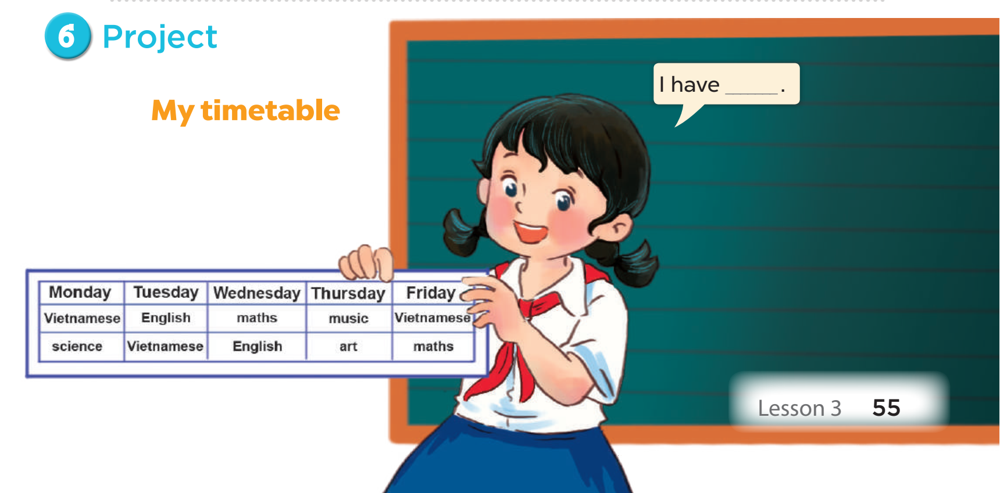 6 Project
My timetable
I have ______ .
Monday Tuesday Wednesday Thursday Friday
Vietnamese English maths music Vietnamese
science Vietnamese English art maths
Lesson 3 55